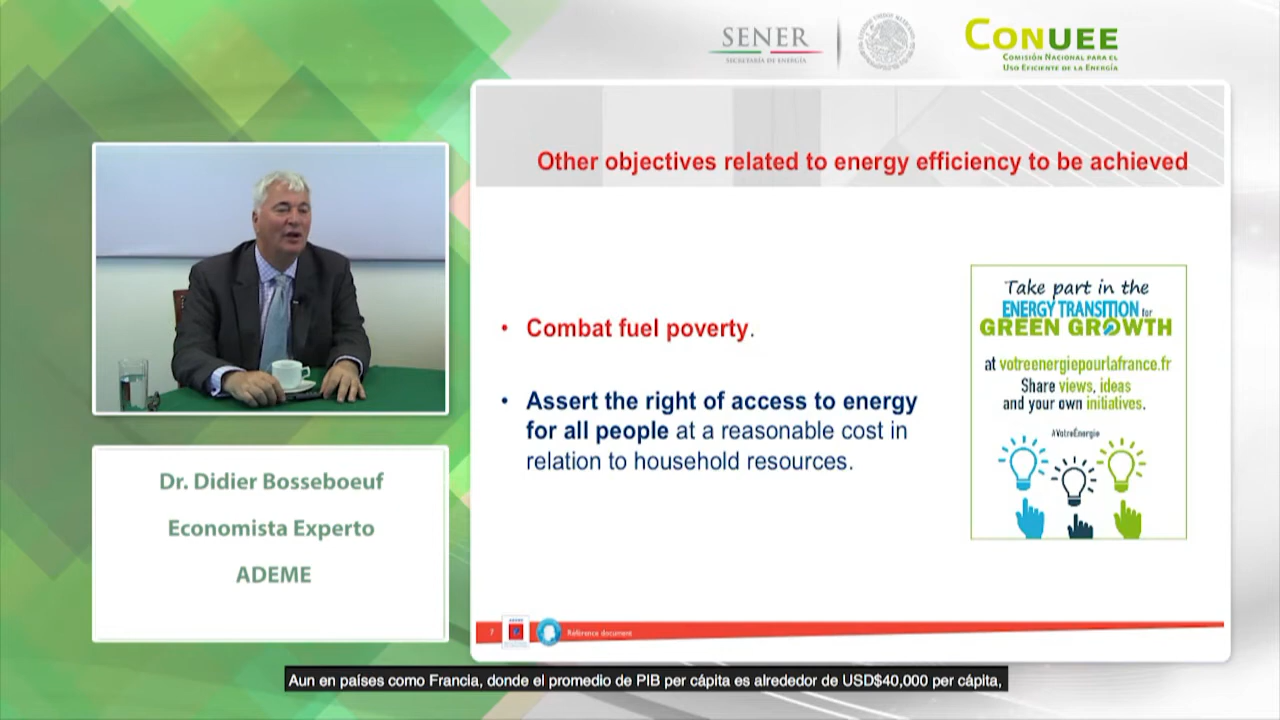 SENER
SECRETARÍA DE ENERGÍA
CONUEE
COMISIÓN NACIONAL PARA EL
USO EFICIENTE DE LA ENERGÍA
Other objectives related to energy efficiency to be achieved
• Combat fuel poverty.
• Assert the right of access to energy
for all people at a reasonable cost in
relation to household resources.
Take part in the
ENERGY TRANSITION for
GREEN GROWTH
at votreenergiepourlafrance.fr
Share views, ideas
and your own initiatives.
#VotreÉnergie
Dr. Didier Bosseboeuf
Economista Experto
ADEME
7
Référence document
Aun en países como Francia, donde el promedio de PIB per cápita es alrededor de USD$40,000 per cápita,